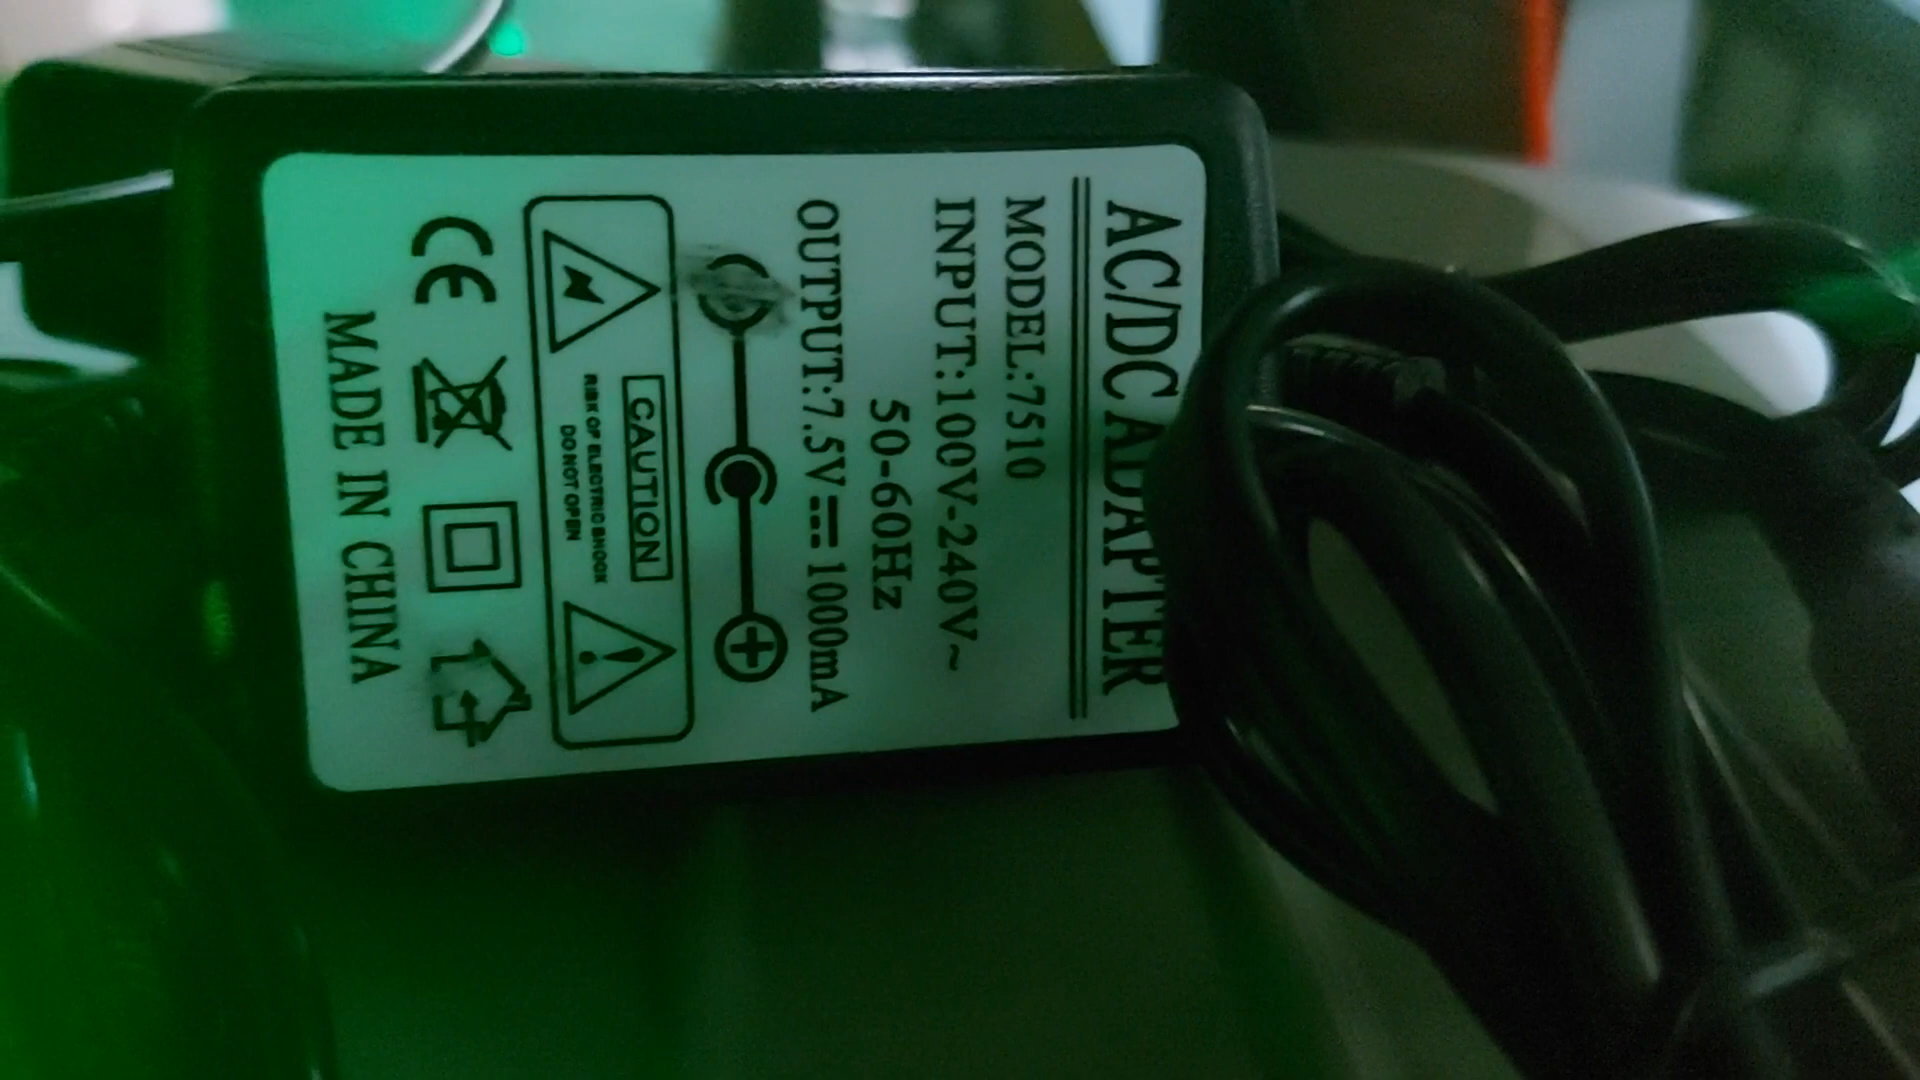 AC/DC ADAPTER
MODEL:7510
INPUT:100V-240V~
50-60Hz
OUTPUT:7.5V⎓1000mA
CAUTION
RISK OF ELECTRIC SHOCK
DO NOT OPEN
CE
MADE IN CHINA